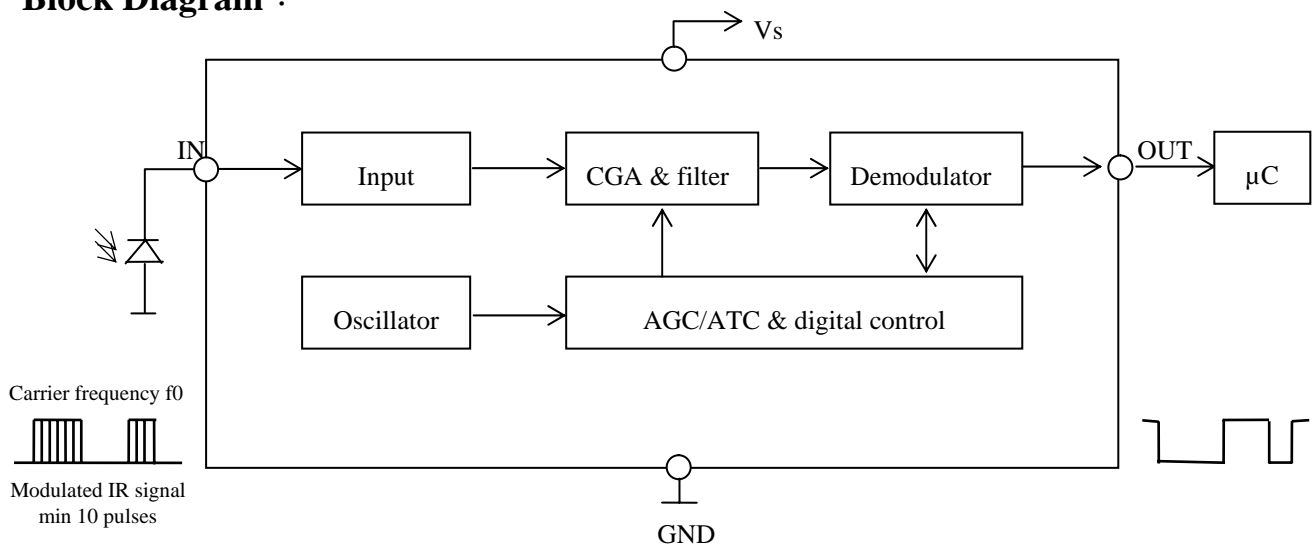 Block Diagram :
Vs
IN
Input
CGA & filter
Demodulator
OUT
µC
Oscillator
AGC/ATC & digital control
Carrier frequency f0
Modulated IR signal
min 10 pulses
GND